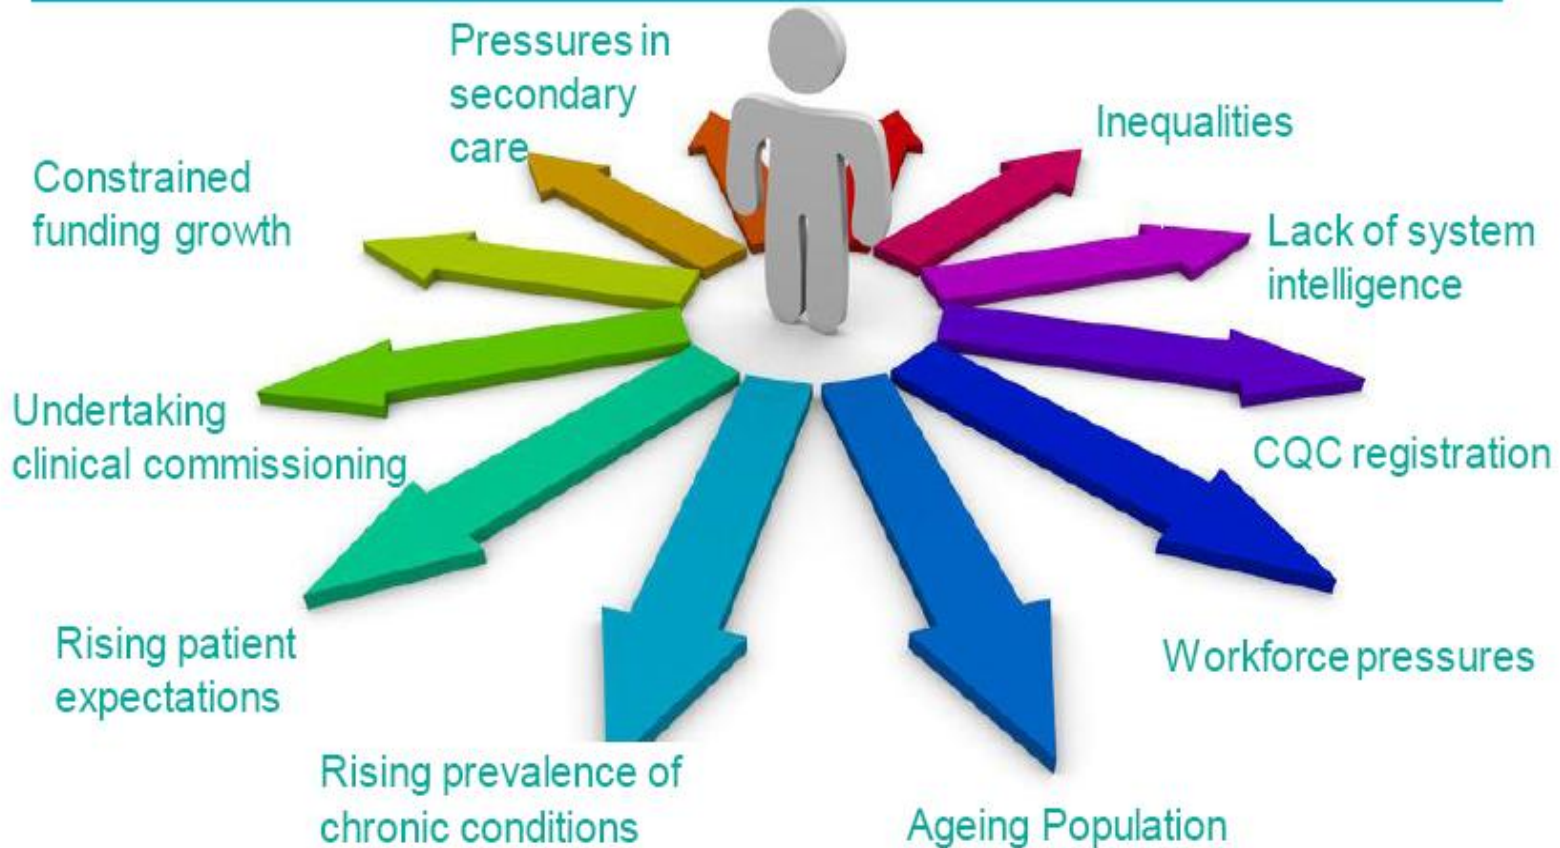 Pressures in
secondary
care
Inequalities
Constrained
funding growth
Lack of system
intelligence
Undertaking
clinical commissioning
CQC registration
Rising patient
expectations
Workforce pressures
Rising prevalence of
chronic conditions
Ageing Population